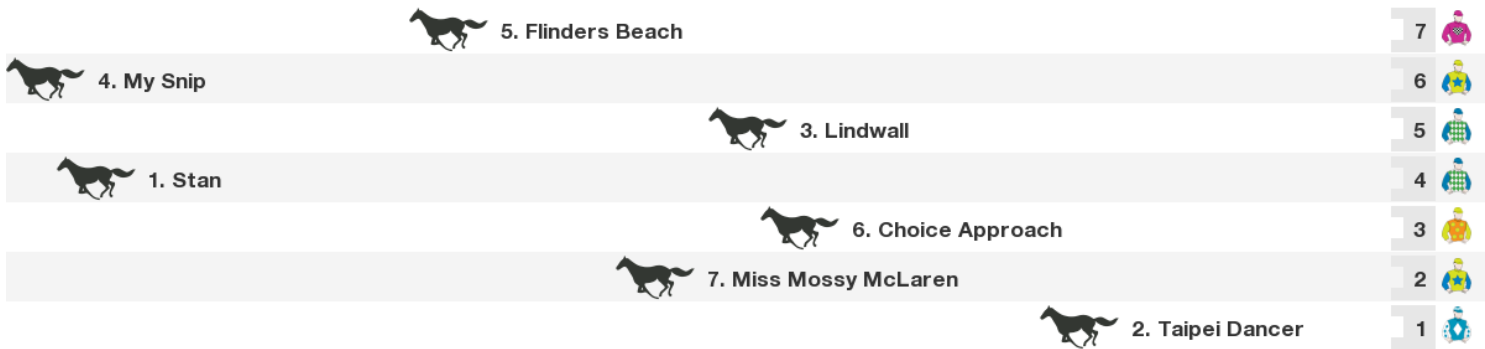 5. Flinders Beach 7
4. My Snip 6
3. Lindwall 5
1. Stan 4
6. Choice Approach 3
7. Miss Mossy McLaren 2
2. Taipei Dancer 1